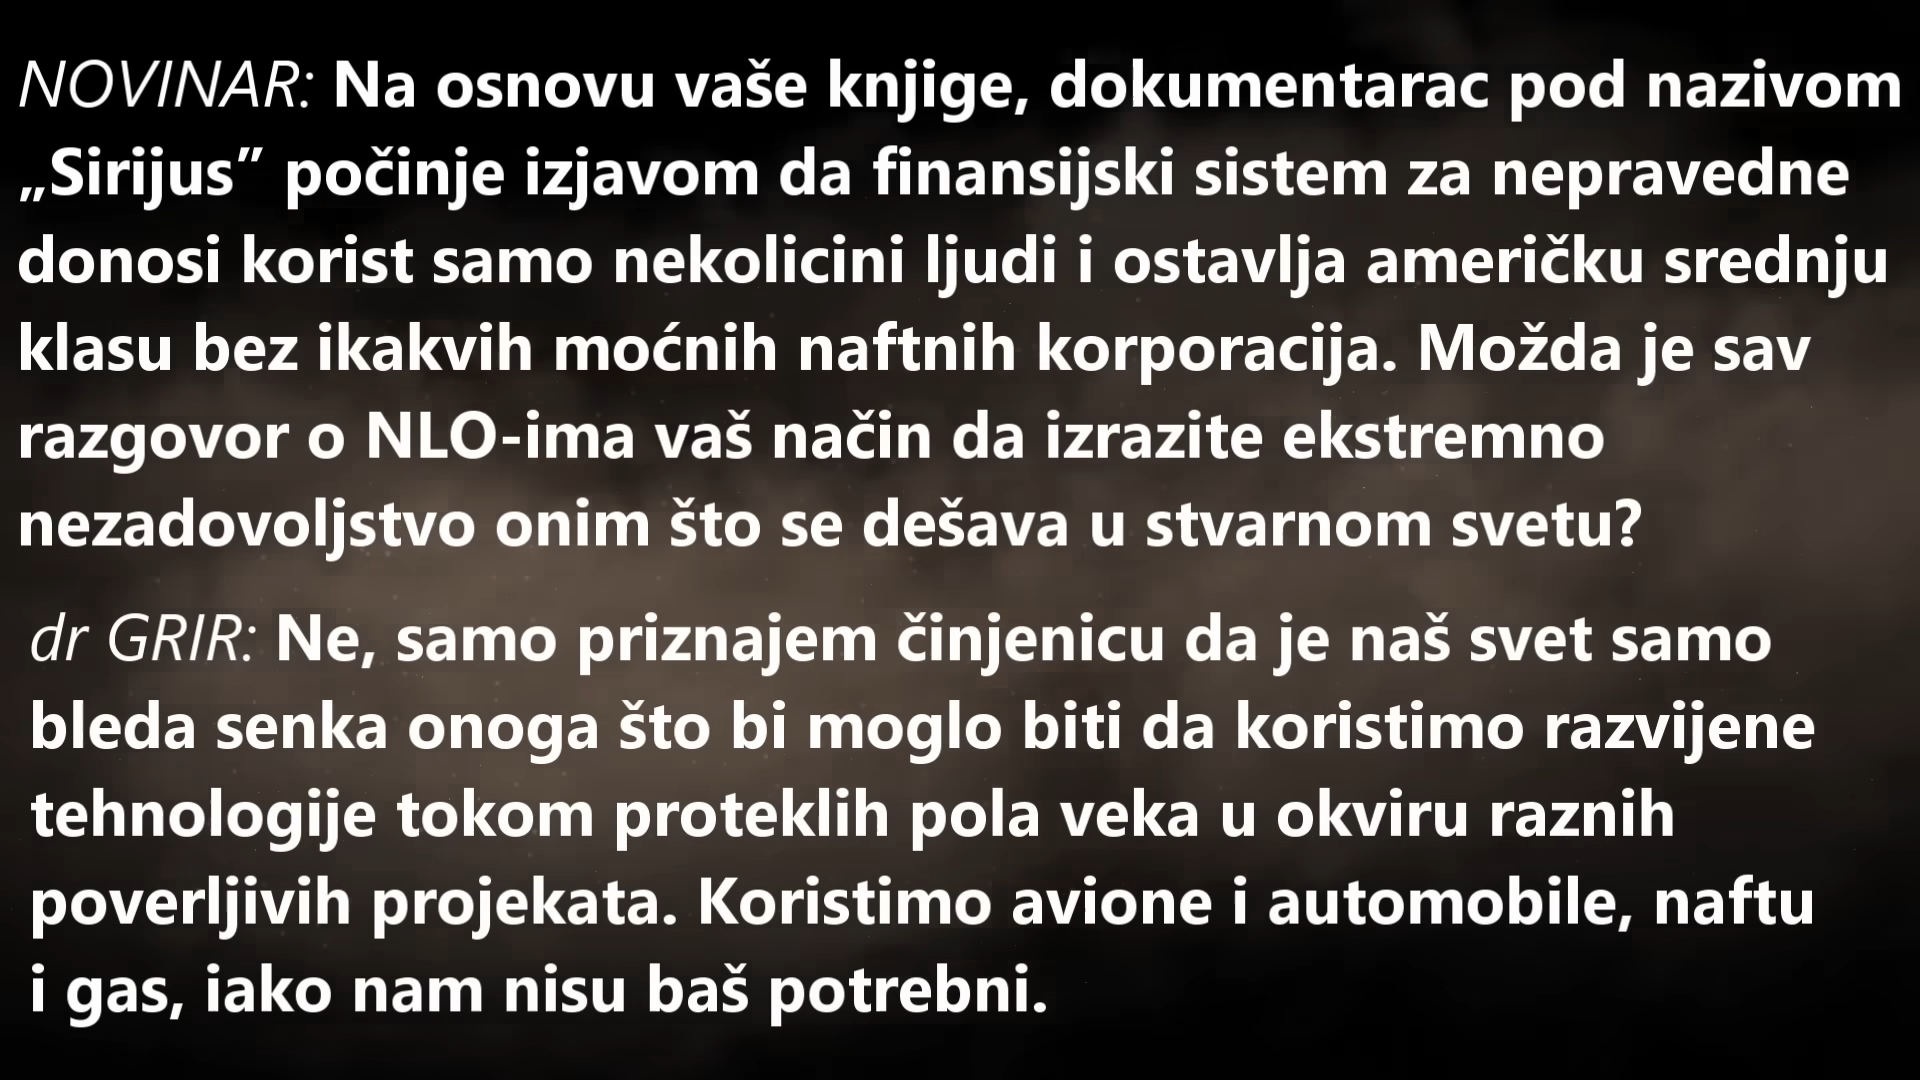 NOVINAR: Na osnovu vaše knjige, dokumentarac pod nazivom
„Sirijus” počinje izjavom da finansijski sistem za nepravedne
donosi korist samo nekolicini ljudi i ostavlja američku srednju
klasu bez ikakvih moćnih naftnih korporacija. Možda je sav
razgovor o NLO-ima vaš način da izrazite ekstremno
nezadovoljstvo onim što se dešava u stvarnom svetu?
dr GRIR: Ne, samo priznajem činjenicu da je naš svet samo
bleda senka onoga što bi moglo biti da koristimo razvijene
tehnologije tokom proteklih pola veka u okviru raznih
poverljivih projekata. Koristimo avione i automobile, naftu
i gas, iako nam nisu baš potrebni.